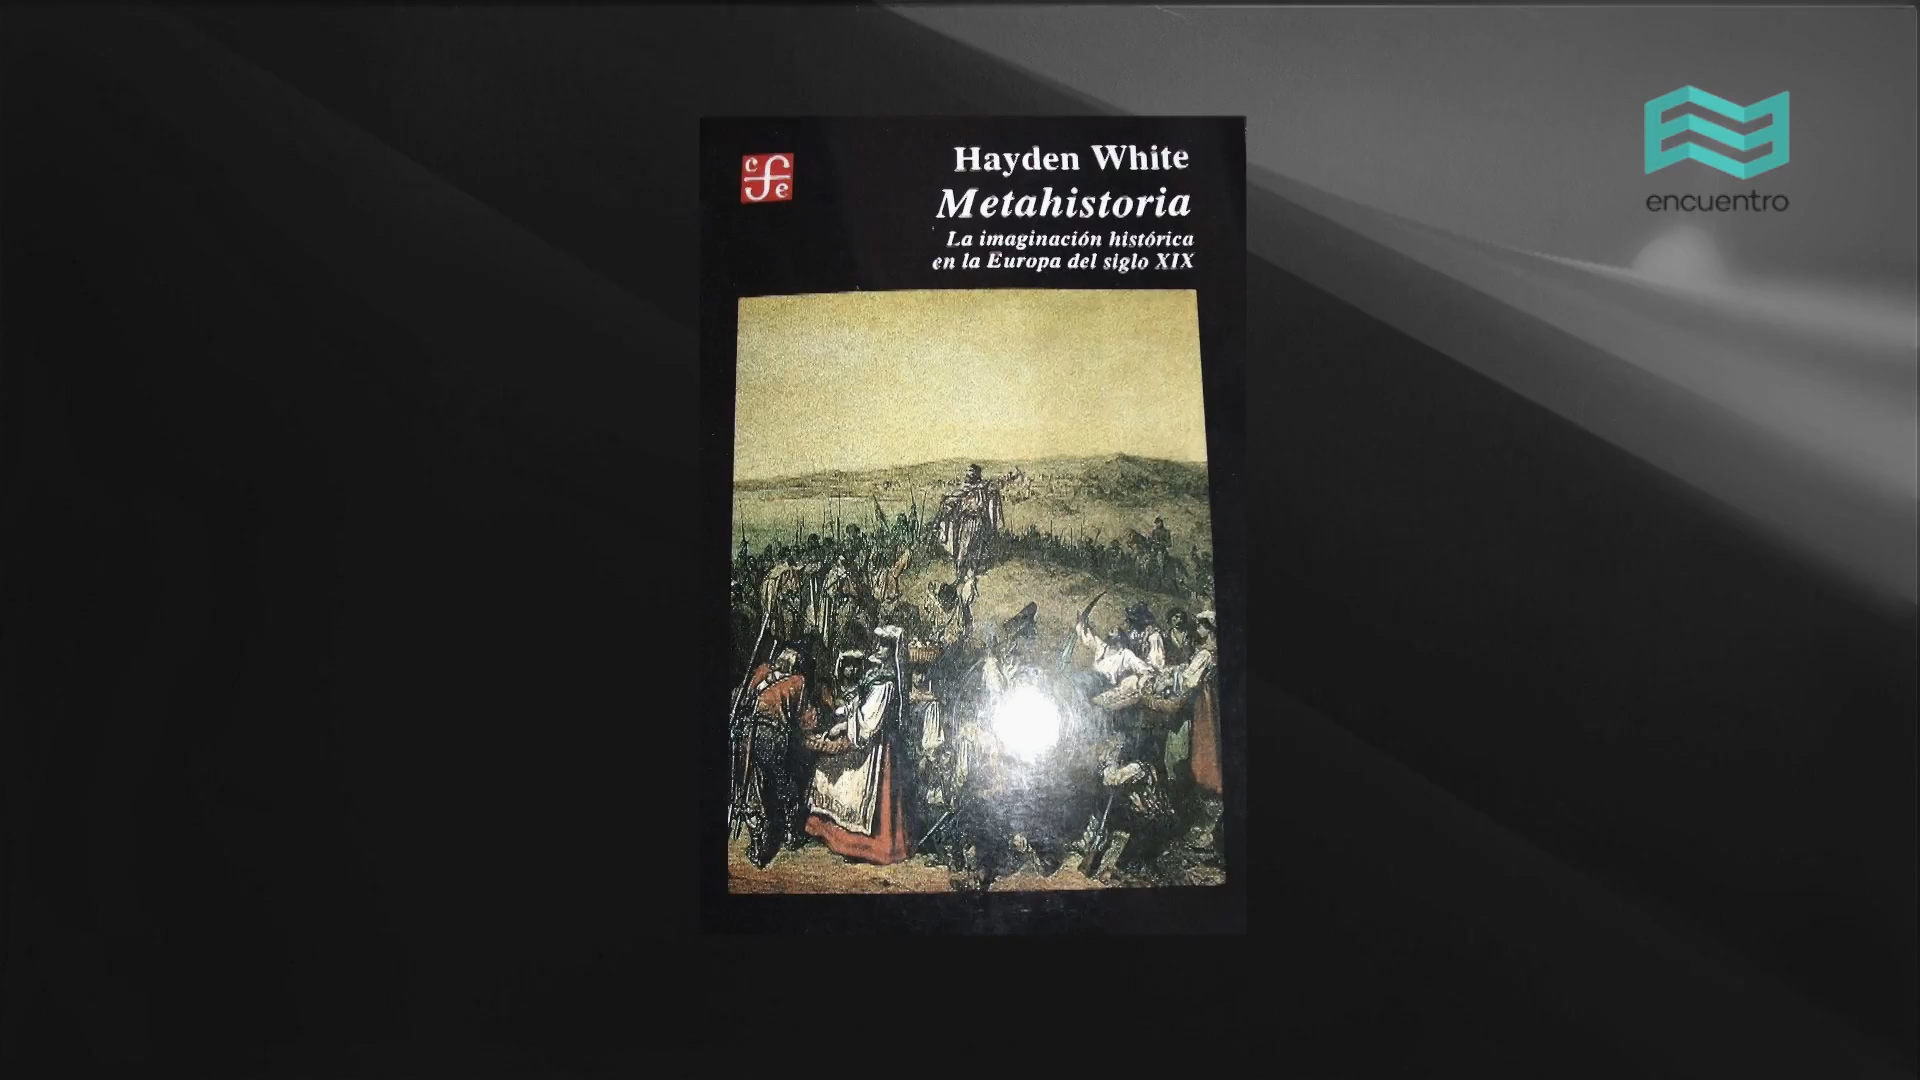 cfe
Hayden White
Metahistoria
La imaginación histórica
en la Europa del siglo XIX
encuentro